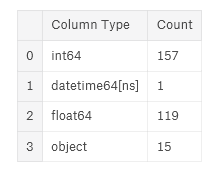 Column Type Count
0 int64 157
1 datetime64[ns] 1
2 float64 119
3 object 15